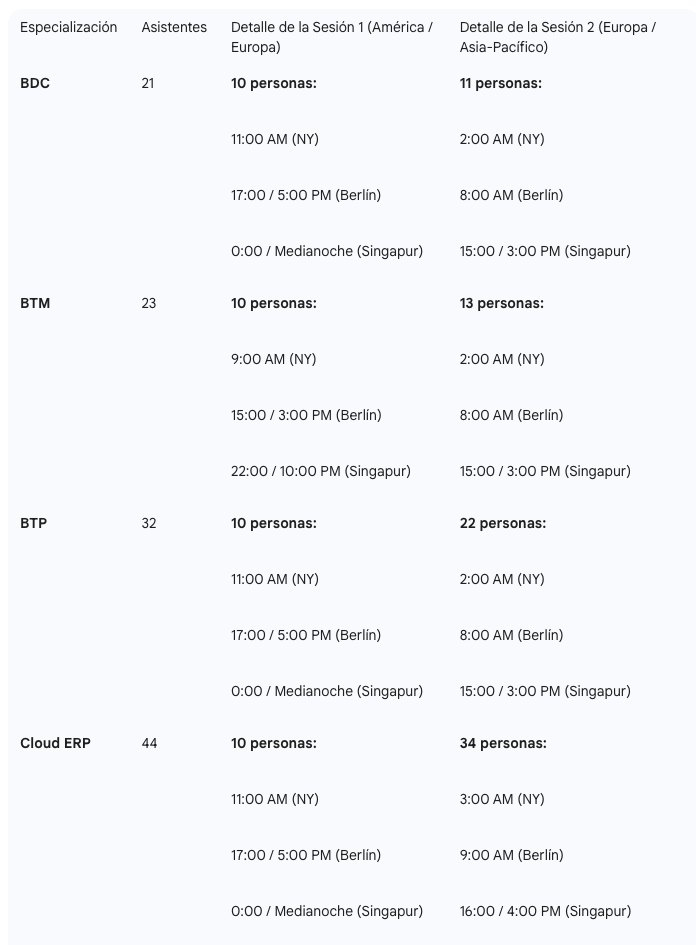 Especialización Asistentes Detalle de la Sesión 1 (América / Europa) Detalle de la Sesión 2 (Europa / Asia-Pacífico)
BDC 21 10 personas: 11 personas:
11:00 AM (NY) 2:00 AM (NY)
17:00 / 5:00 PM (Berlín) 8:00 AM (Berlín)
0:00 / Medianoche (Singapur) 15:00 / 3:00 PM (Singapur)
BTM 23 10 personas: 13 personas:
9:00 AM (NY) 2:00 AM (NY)
15:00 / 3:00 PM (Berlín) 8:00 AM (Berlín)
22:00 / 10:00 PM (Singapur) 15:00 / 3:00 PM (Singapur)
BTP 32 10 personas: 22 personas:
11:00 AM (NY) 2:00 AM (NY)
17:00 / 5:00 PM (Berlín) 8:00 AM (Berlín)
0:00 / Medianoche (Singapur) 15:00 / 3:00 PM (Singapur)
Cloud ERP 44 10 personas: 34 personas:
11:00 AM (NY) 3:00 AM (NY)
17:00 / 5:00 PM (Berlín) 9:00 AM (Berlín)
0:00 / Medianoche (Singapur) 16:00 / 4:00 PM (Singapur)